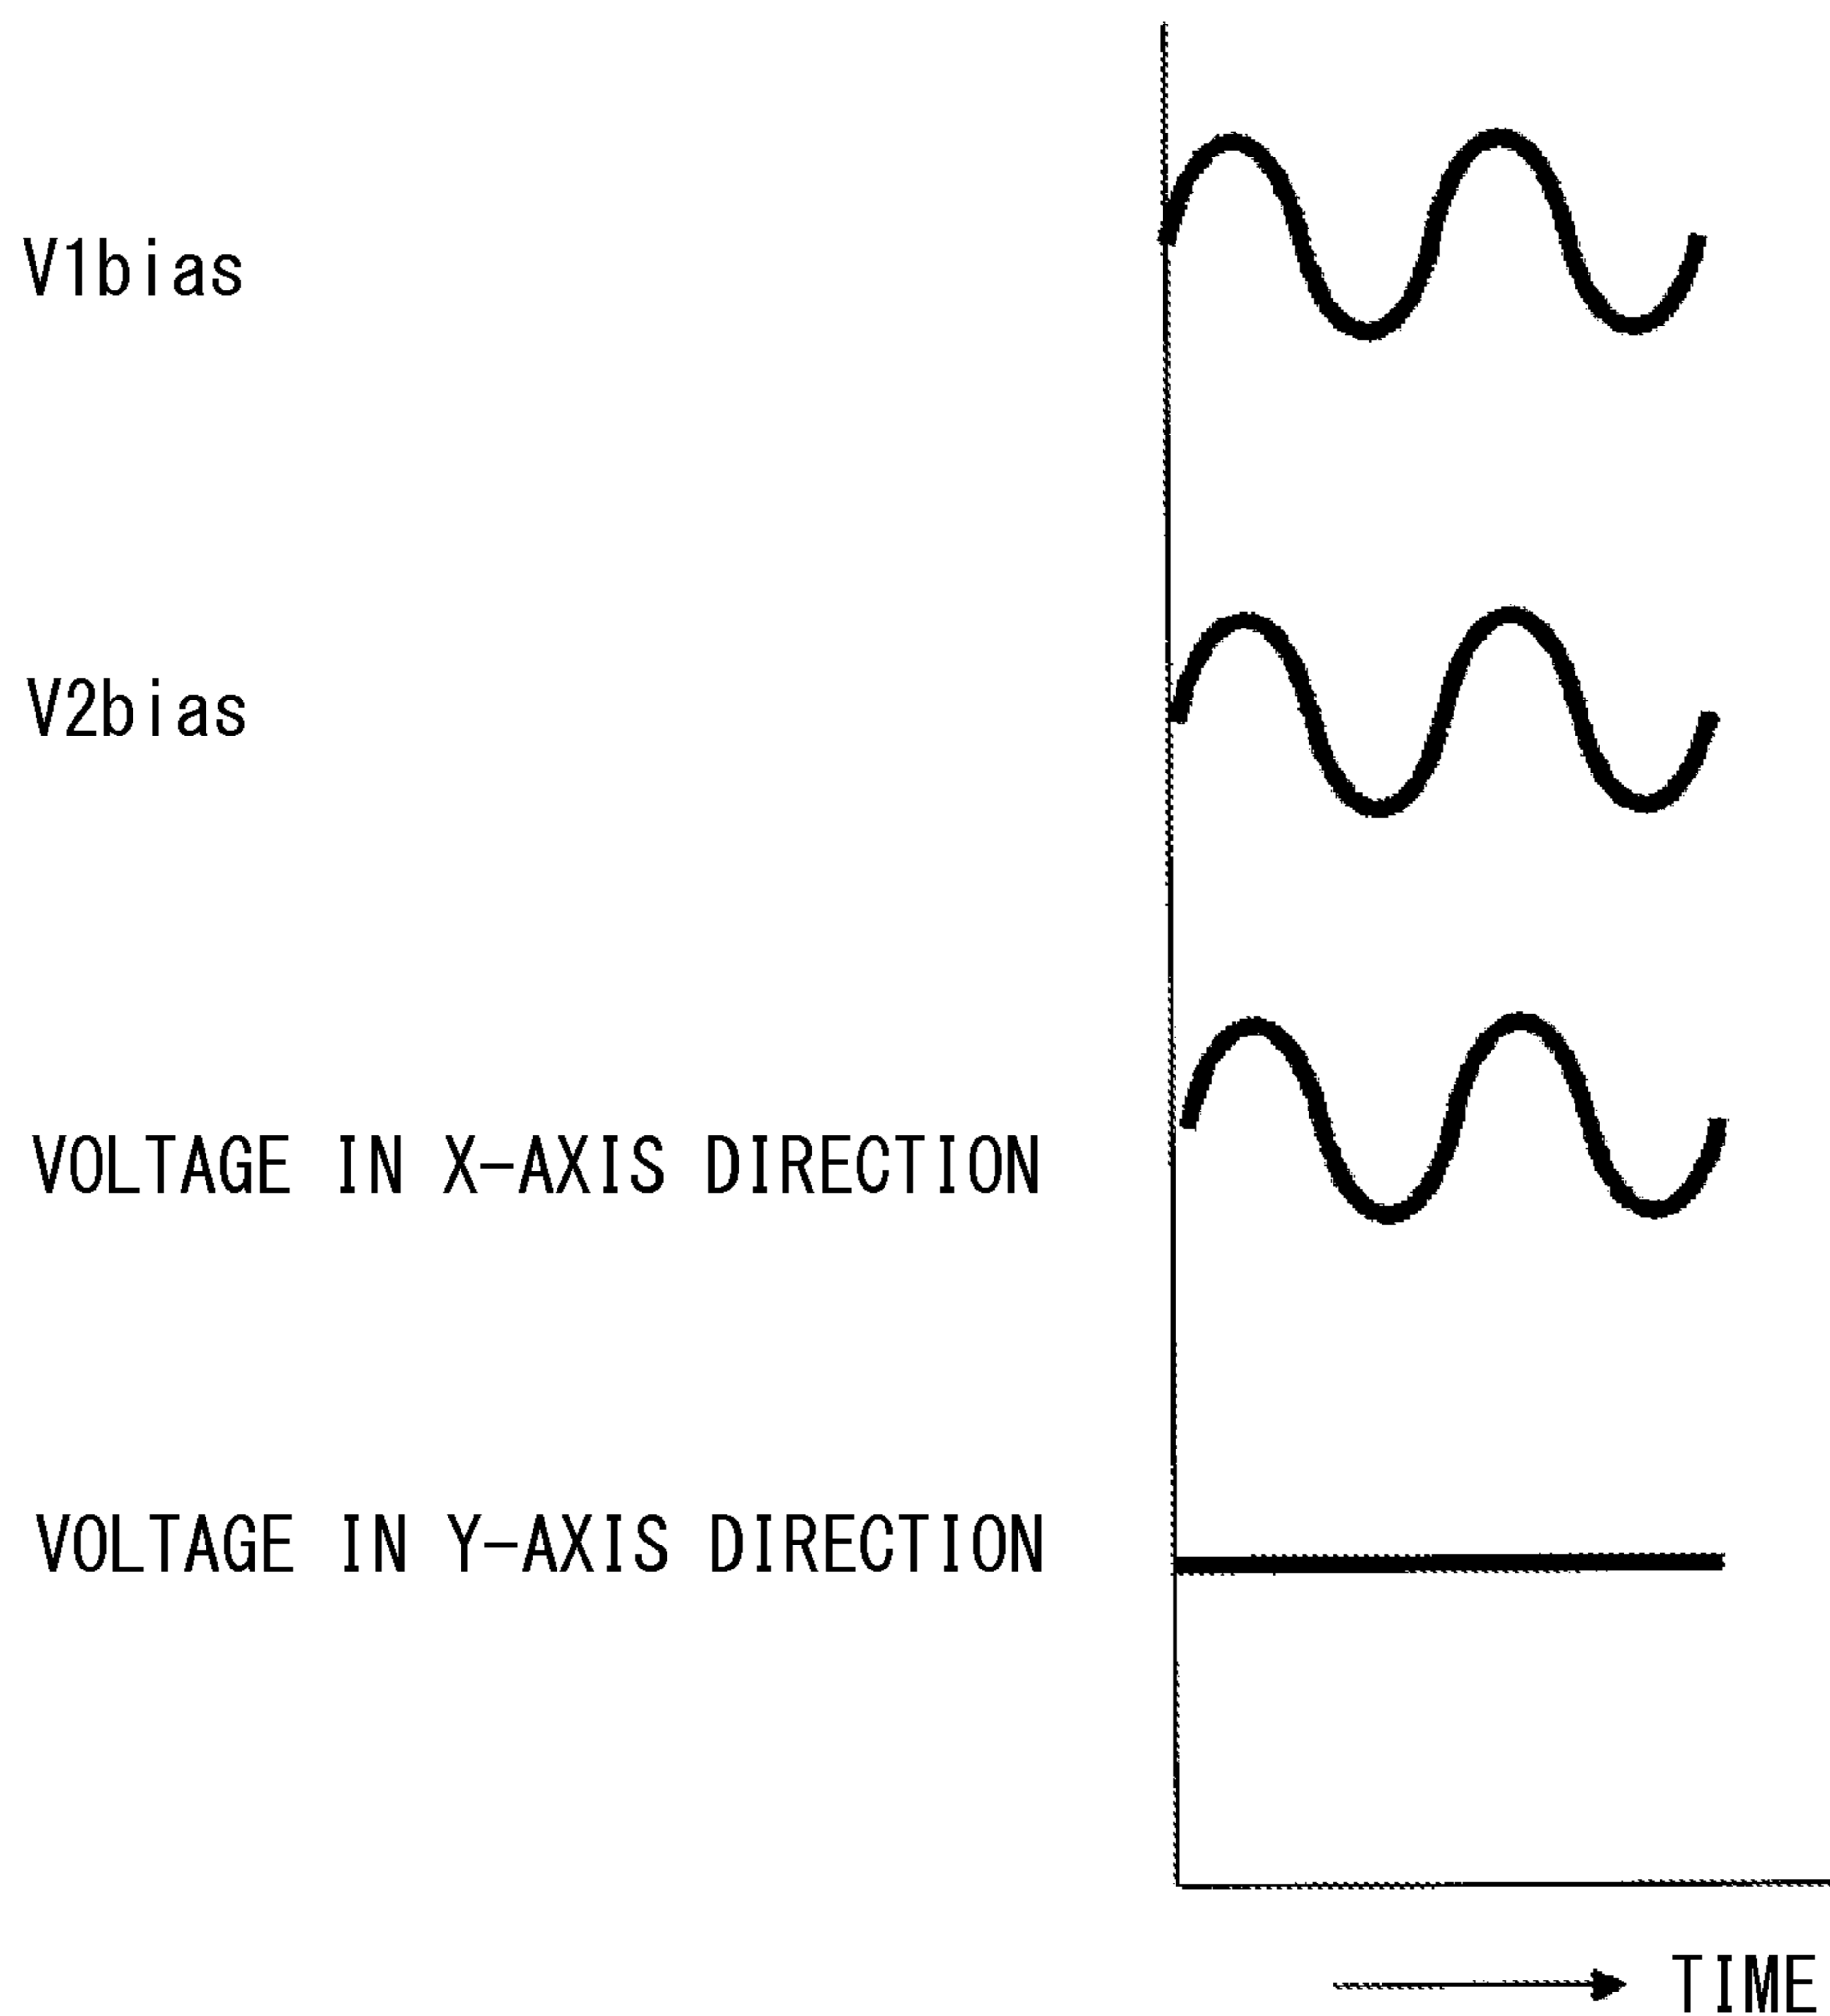 V1bias
V2bias
VOLTAGE IN X-AXIS DIRECTION
VOLTAGE IN Y-AXIS DIRECTION
TIME